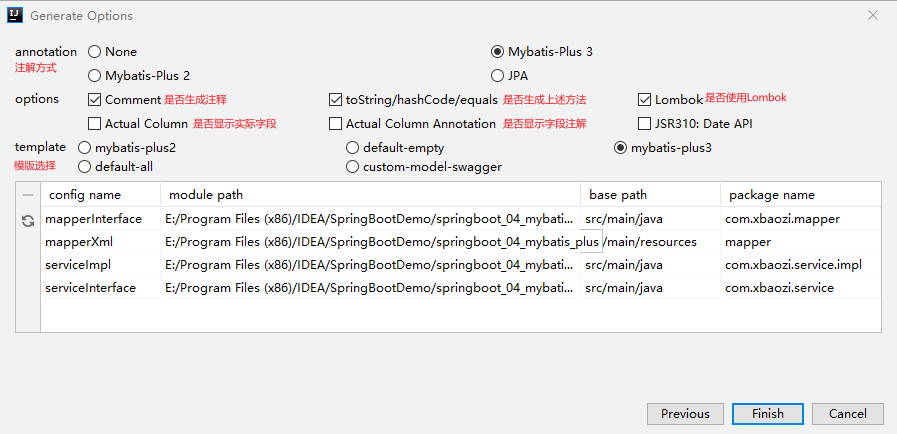 Generate Options
annotation None Mybatis-Plus 3
注解方式
Mybatis-Plus 2 JPA
options Comment 是否生成注释 toString/hashCode/equals 是否生成上述方法 Lombok 是否使用Lombok
Actual Column 是否显示实际字段 Actual Column Annotation 是否显示字段注解 JSR310: Date API
template mybatis-plus2 default-empty mybatis-plus3
模版选择 default-all custom-model-swagger
config name module path base path package name
mapperInterface E:/Program Files (x86)/IDEA/SpringBootDemo/springboot_04_mybati... src/main/java com.xbaozi.mapper
mapperXml E:/Program Files (x86)/IDEA/SpringBootDemo/springboot_04_mybatis_plus /main/resources mapper
serviceImpl E:/Program Files (x86)/IDEA/SpringBootDemo/springboot_04_mybati... src/main/java com.xbaozi.service.impl
serviceInterface E:/Program Files (x86)/IDEA/SpringBootDemo/springboot_04_mybati... src/main/java com.xbaozi.service
Previous Finish Cancel